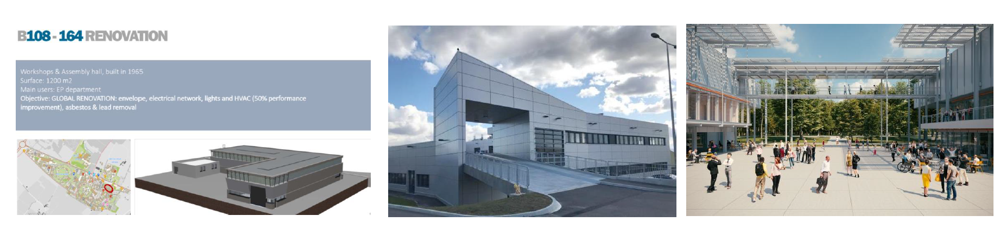 B108 - 164 RENOVATION
Workshops & Assembly hall, built in 1965
Surface: 1200 m2
Main users: EP department
Objective: GLOBAL RENOVATION: envelope, electrical network, lights and HVAC (50% performance
improvement), asbestos & lead removal